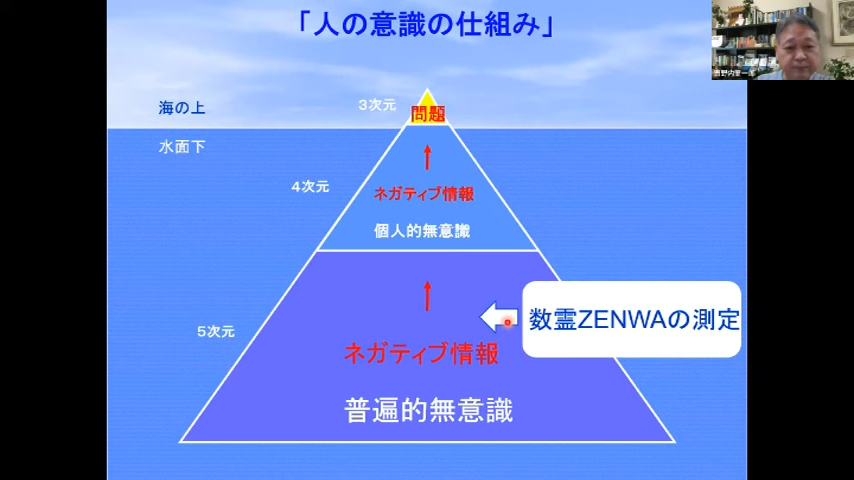 「人の意識の仕組み」
海の上
3次元
問題
水面下
4次元
ネガティブ情報
個人的無意識
数霊ZENWAの測定
5次元
ネガティブ情報
普遍的無意識